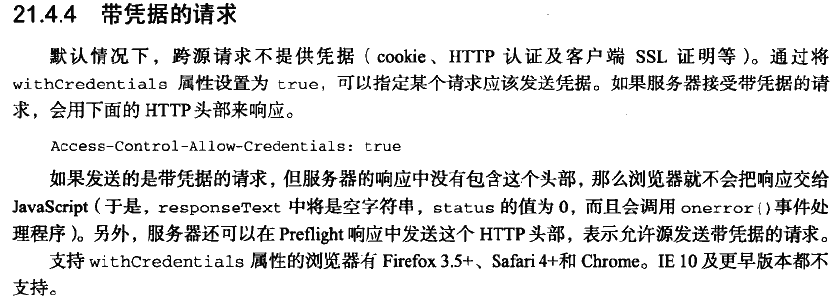 21.4.4 带凭据的请求
默认情况下，跨源请求不提供凭据（cookie、HTTP 认证及客户端 SSL 证明等）。通过将
withCredentials 属性设置为 true，可以指定某个请求应该发送凭据。如果服务器接受带凭据的请
求，会用下面的 HTTP 头部来响应。
Access-Control-Allow-Credentials: true
如果发送的是带凭据的请求，但服务器的响应中没有包含这个头部，那么浏览器就不会把响应交给
JavaScript（于是，responseText 中将是空字符串，status 的值为 0，而且会调用 onerror()事件处
理程序）。另外，服务器还可以在 Preflight 响应中发送这个 HTTP 头部，表示允许源发送带凭据的请求。
支持 withCredentials 属性的浏览器有 Firefox 3.5+、Safari 4+和 Chrome。IE 10 及更早版本都不
支持。